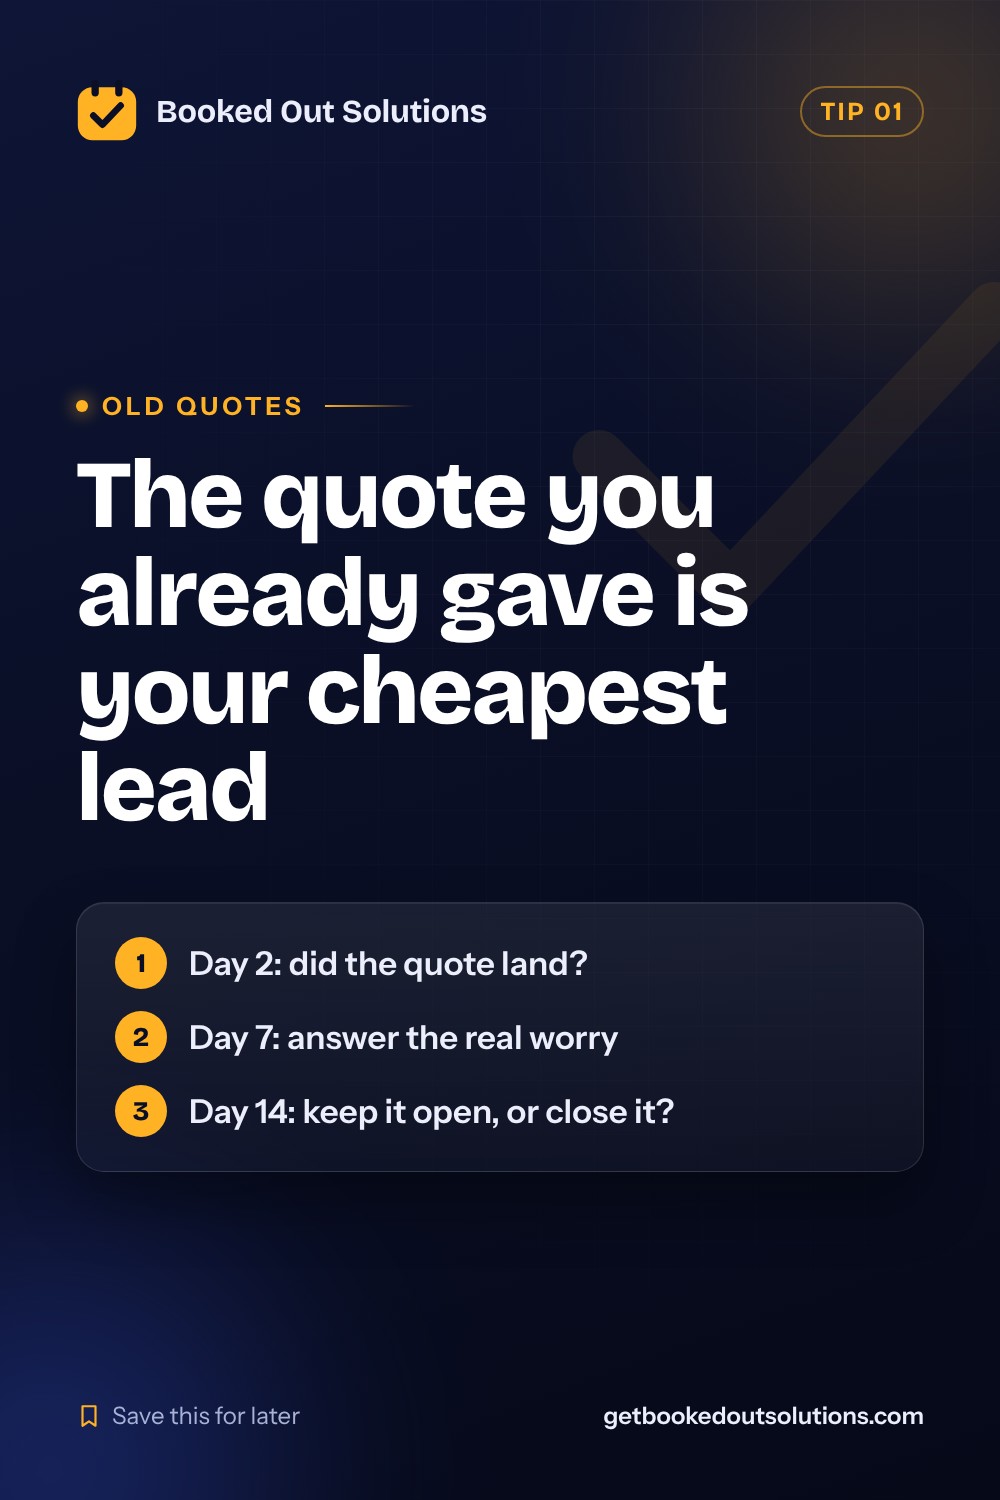 Booked Out Solutions
TIP 01
OLD QUOTES
The quote you
already gave is
your cheapest
lead
1 Day 2: did the quote land?
2 Day 7: answer the real worry
3 Day 14: keep it open, or close it?
Save this for later
getbookedoutsolutions.com